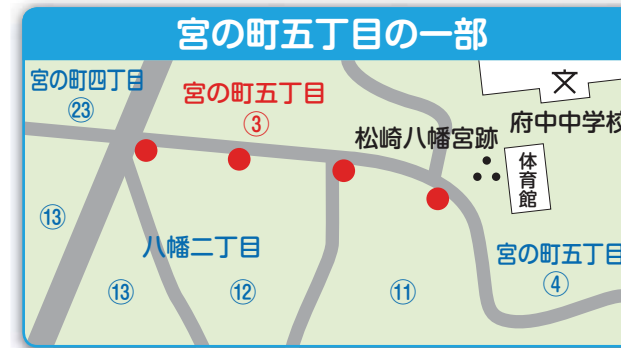 宮の町五丁目の一部
宮の町四丁目
㉓
宮の町五丁目
③
文
府中中学校
松崎八幡宮跡
体育館
⑬
八幡二丁目
⑬
⑫
⑪
宮の町五丁目
④